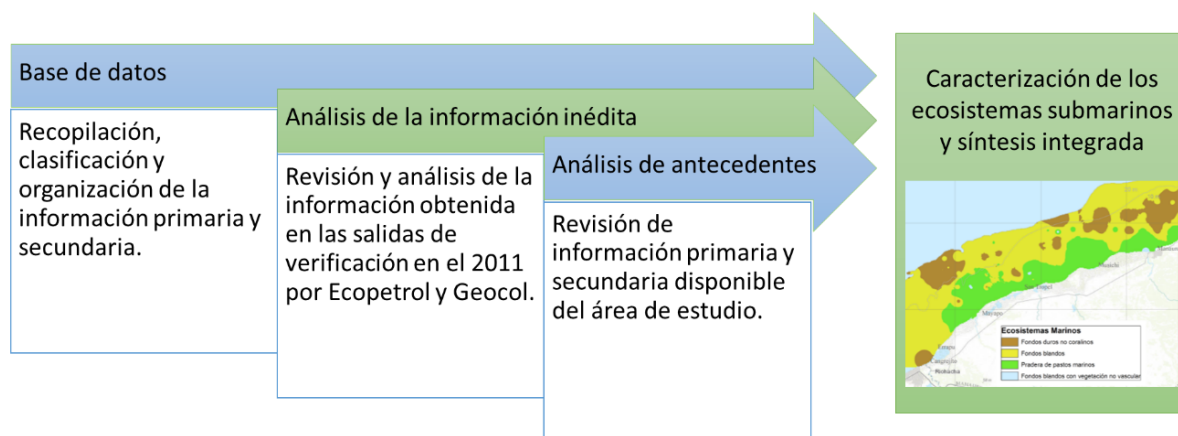 Base de datos
Recopilación,
clasificación y
organización de la
información primaria y
secundaria.
Análisis de la información inédita
Revisión y análisis de la
información obtenida
en las salidas de
verificación en el 2011
por Ecopetrol y Geocol.
Análisis de antecedentes
Revisión de
información primaria y
secundaria disponible
del área de estudio.
Caracterización de los
ecosistemas submarinos
y síntesis integrada
Mayapo
Riohacha
Ecosistemas Marinos
Fondos duros no coralinos
Fondos blandos
Pradera de pastos marinos
Fondos blandos con vegetación no vascular